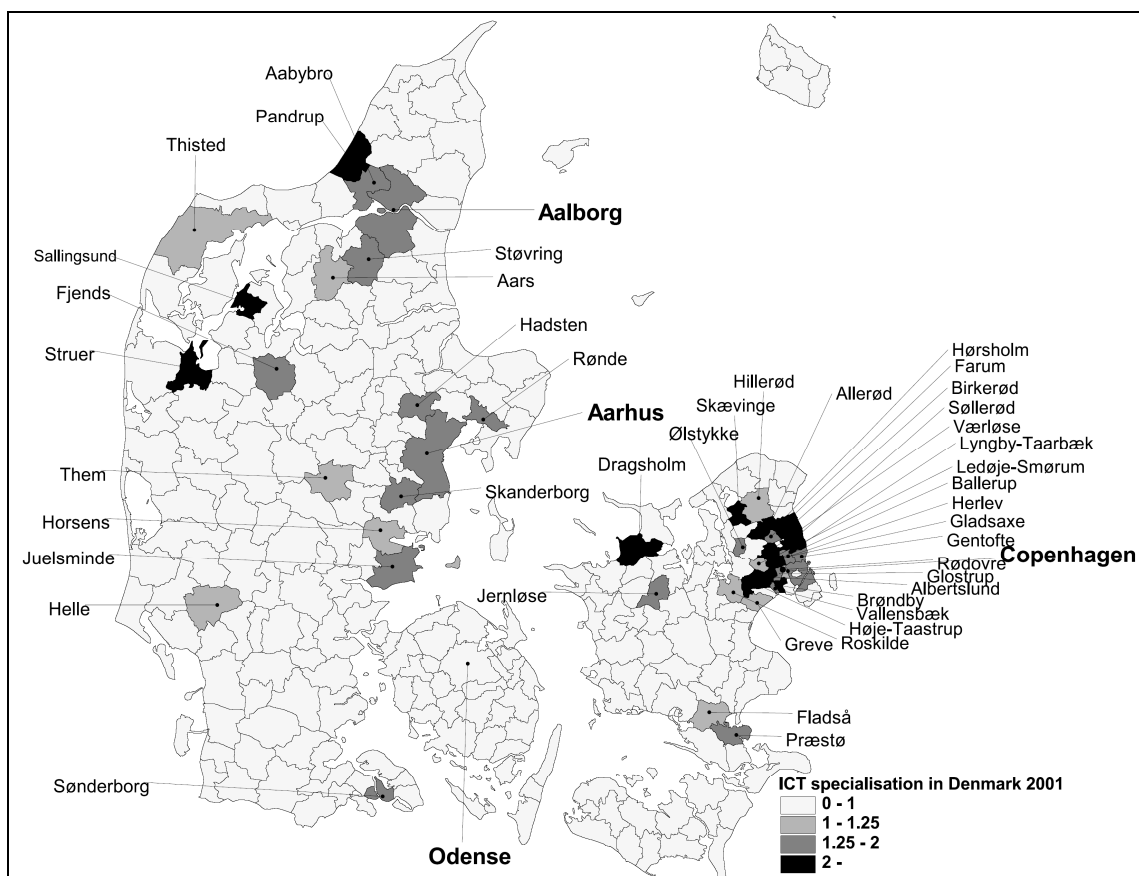 Aabybro
Pandrup
Thisted
Aalborg
Sallingsund
Støvring
Fjends
Aars
Struer
Hadsten
Rønde
Aarhus
Them
Skanderborg
Horsens
Juelsminde
Helle
Sønderborg
Odense
Hørsholm
Farum
Hillerød
Allerød
Birkerød
Skævinge
Søllerød
Ølstykke
Værløse
Lyngby-Taarbæk
Dragsholm
Ledøje-Smørum
Ballerup
Herlev
Gladsaxe
Gentofte
Copenhagen
Rødovre
Glostrup
Albertslund
Jernløse
Brøndby
Vallensbæk
Høje-Taastrup
Greve
Roskilde
Fladså
Præstø
ICT specialisation in Denmark 2001
0 - 1
1 - 1.25
1.25 - 2
2 -